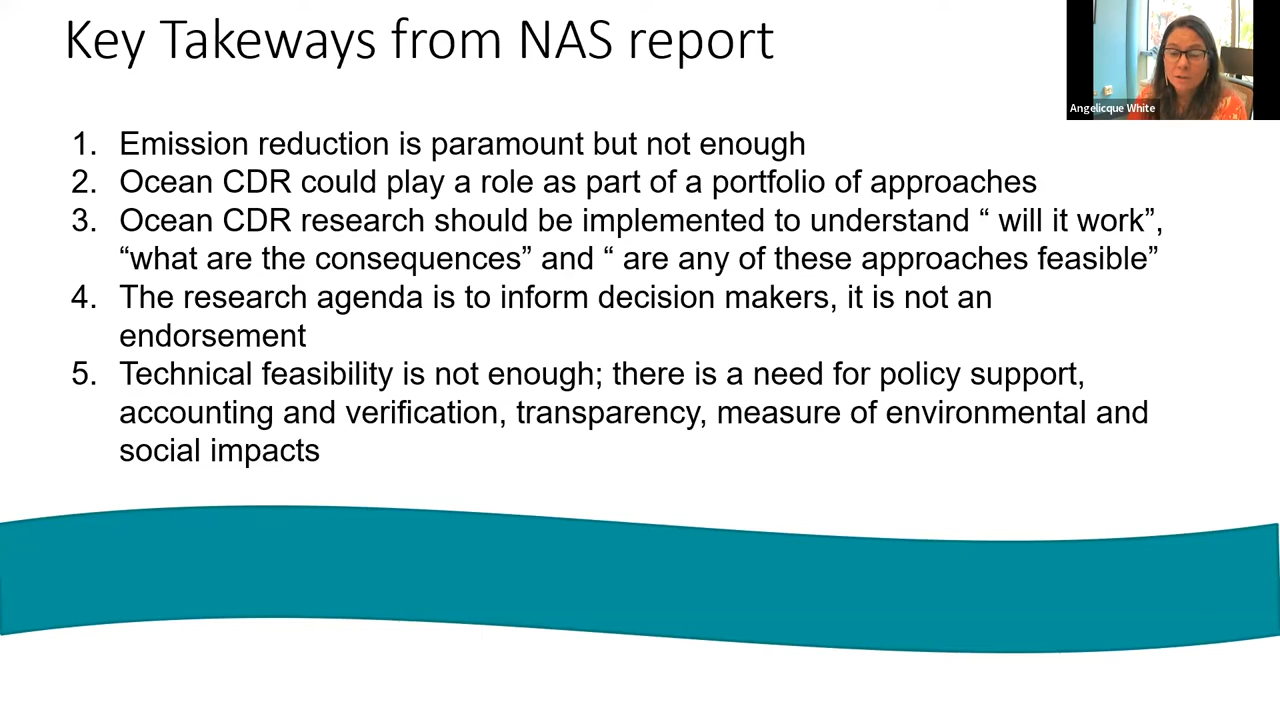 Key Takeways from NAS report
Angelicque White
1. Emission reduction is paramount but not enough
2. Ocean CDR could play a role as part of a portfolio of approaches
3. Ocean CDR research should be implemented to understand “ will it work”,
“what are the consequences” and “ are any of these approaches feasible”
4. The research agenda is to inform decision makers, it is not an
endorsement
5. Technical feasibility is not enough; there is a need for policy support,
accounting and verification, transparency, measure of environmental and
social impacts